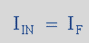 I_IN = I_F